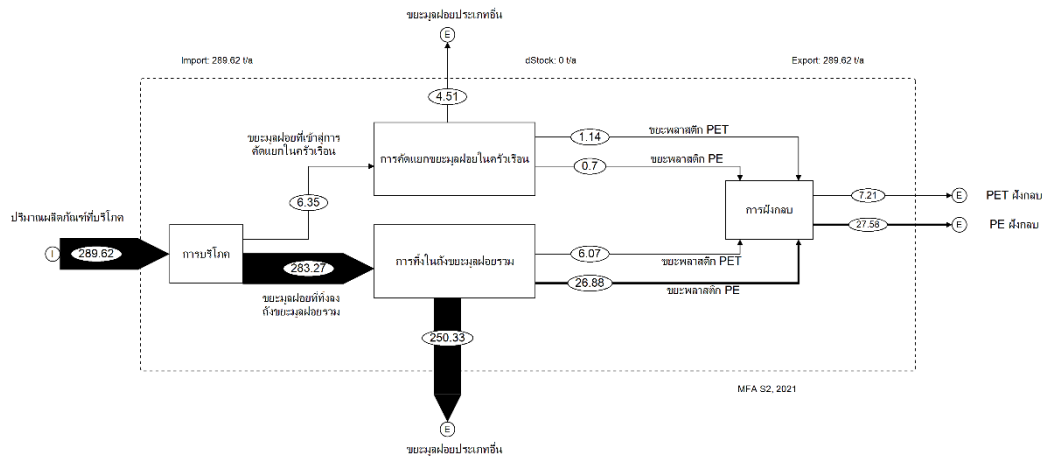 ขยะมูลฝอยประเภทอื่น
E
Import: 289.62 t/a
dStock: 0 t/a
Export: 289.62 t/a
4.51
ขยะมูลฝอยที่เข้าสู่การ
คัดแยกในครัวเรือน
การคัดแยกขยะมูลฝอยในครัวเรือน
1.14
ขยะพลาสติก PET
0.7
ขยะพลาสติก PE
6.35
การฝังกลบ
7.21
E
PET ฝังกลบ
27.58
E
PE ฝังกลบ
ปริมาณผลิตภัณฑ์ที่บริโภค
I
289.62
การบริโภค
283.27
ขยะมูลฝอยที่ทิ้งลง
ถังขยะมูลฝอยรวม
การทิ้งในถังขยะมูลฝอยรวม
6.07
ขยะพลาสติก PET
26.88
ขยะพลาสติก PE
250.33
MFA S2, 2021
E
ขยะมูลฝอยประเภทอื่น